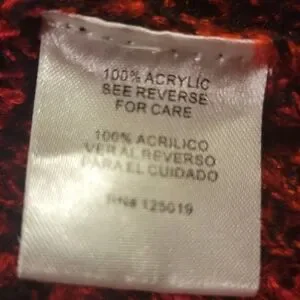 100% ACRYLIC
SEE REVERSE
FOR CARE
100% ACRILICO
VER AL REVERSO
PARA EL CUIDADO
RN# 125019